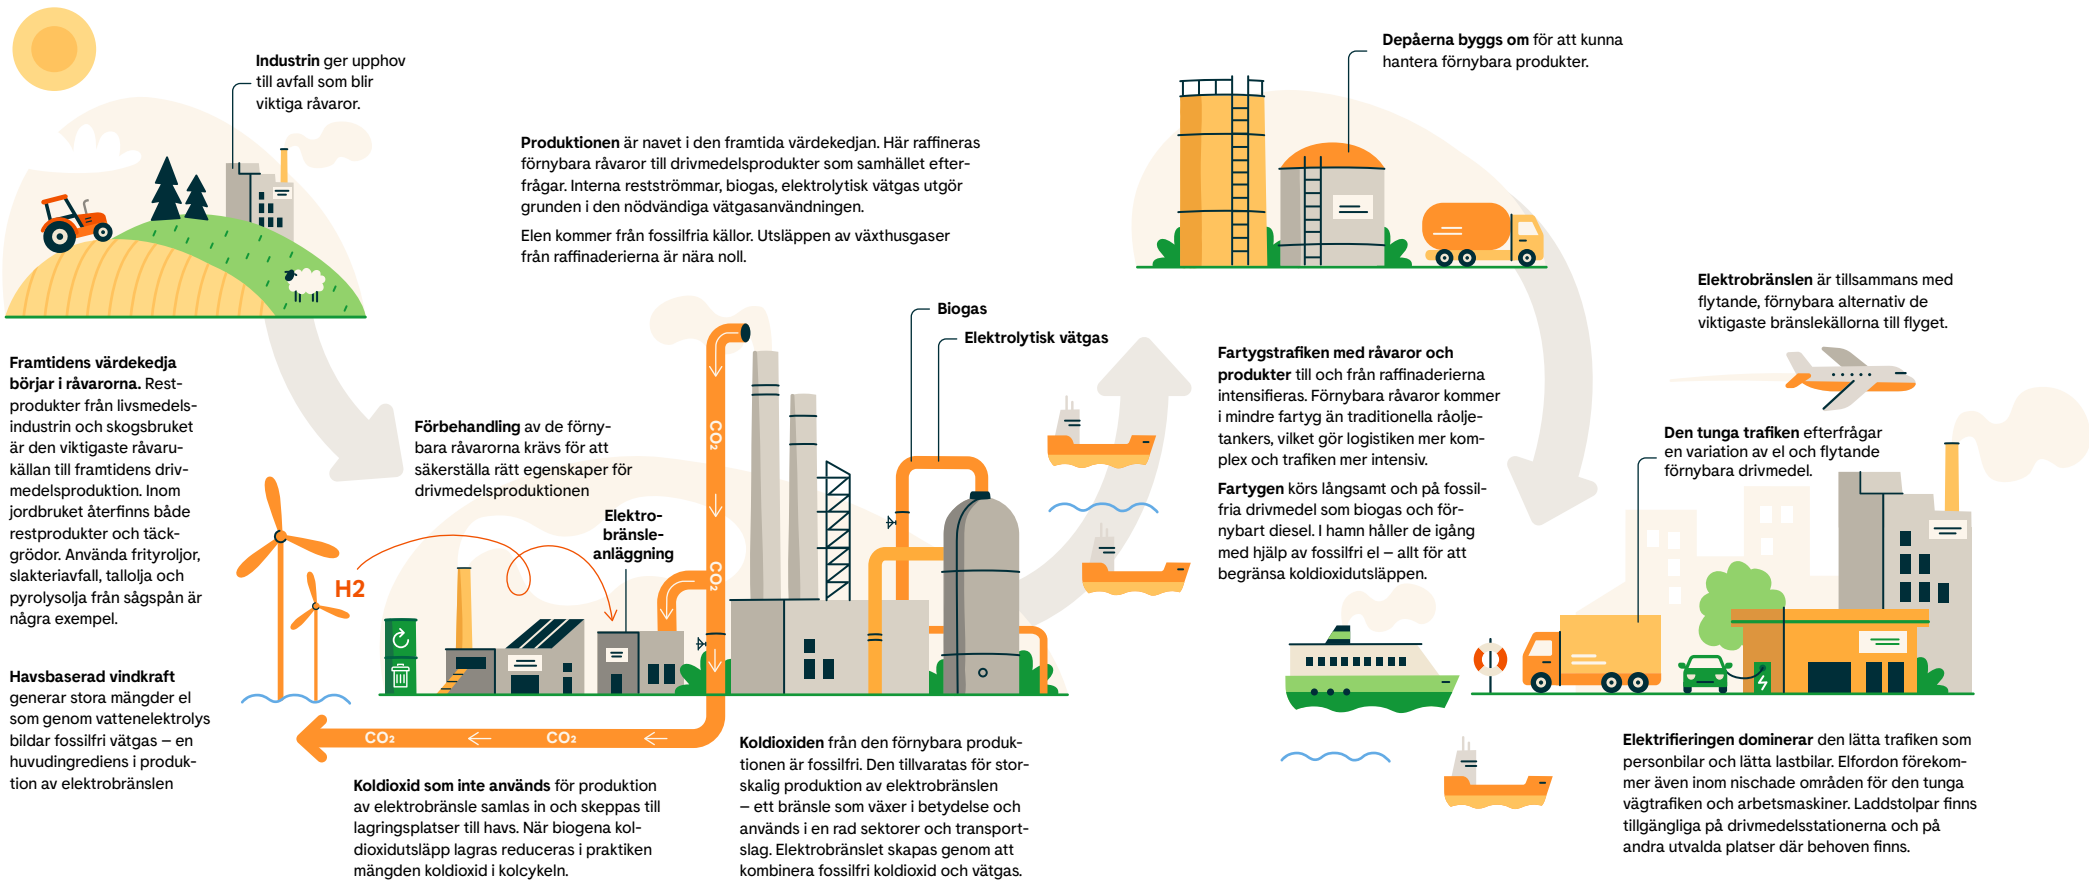 Industrin ger upphov
till avfall som blir
viktiga råvaror.
Produktionen är navet i den framtida värdekedjan. Här raffineras
förnybara råvaror till drivmedelsprodukter som samhället efter-
frågar. Interna restströmmar, biogas, elektrolytisk vätgas utgör
grunden i den nödvändiga vätgasanvändningen.
Elen kommer från fossilfria källor. Utsläppen av växthusgaser
från raffinaderierna är nära noll.
Depåerna byggs om för att kunna
hantera förnybara produkter.
Elektrobränslen är tillsammans med
flytande, förnybara alternativ de
viktigaste bränslekällorna till flyget.
Biogas
Elektrolytisk vätgas
Framtidens värdekedja
börjar i råvarorna. Rest-
produkter från livsmedels-
industrin och skogsbruket
är den viktigaste råvaru-
källan till framtidens driv-
medelsproduktion. Inom
jordbruket återfinns både
restprodukter och täck-
grödor. Använda frityroljor,
slakteriavfall, tallolja och
pyrolysolja från sågspån är
några exempel.
Förbehandling av de förny-
bara råvarorna krävs för att
säkerställa rätt egenskaper för
drivmedelsproduktionen
Elektro-
bränsle-
anläggning
H2
CO₂
CO₂
Fartygstrafiken med råvaror och
produkter till och från raffinaderierna
intensifieras. Förnybara råvaror kommer
i mindre fartyg än traditionella råolje-
tankers, vilket gör logistiken mer kom-
plex och trafiken mer intensiv.
Fartygen körs långsamt och på fossil-
fria drivmedel som biogas och för-
nybart diesel. I hamn håller de igång
med hjälp av fossilfri el – allt för att
begränsa koldioxidutsläppen.
Den tunga trafiken efterfrågar
en variation av el och flytande
förnybara drivmedel.
Havsbaserad vindkraft
generar stora mängder el
som genom vattenelektrolys
bildar fossilfri vätgas – en
huvudingrediens i produk-
tion av elektrobränslen
CO₂
CO₂
Koldioxid som inte används för produktion
av elektrobränsle samlas in och skeppas till
lagringsplatser till havs. När biogena kol-
dioxidutsläpp lagras reduceras i praktiken
mängden koldioxid i kolcykeln.
Koldioxiden från den förnybara produk-
tionen är fossilfri. Den tillvaratas för stor-
skalig produktion av elektrobränslen
– ett bränsle som växer i betydelse och
används i en rad sektorer och transport-
slag. Elektrobränslet skapas genom att
kombinera fossilfri koldioxid och vätgas.
Elektrifieringen dominerar den lätta trafiken som
personbilar och lätta lastbilar. Elfordon förekom-
mer även inom nischade områden för den tunga
vägtrafiken och arbetsmaskiner. Laddstolpar finns
tillgängliga på drivmedelsstationerna och på
andra utvalda platser där behoven finns.